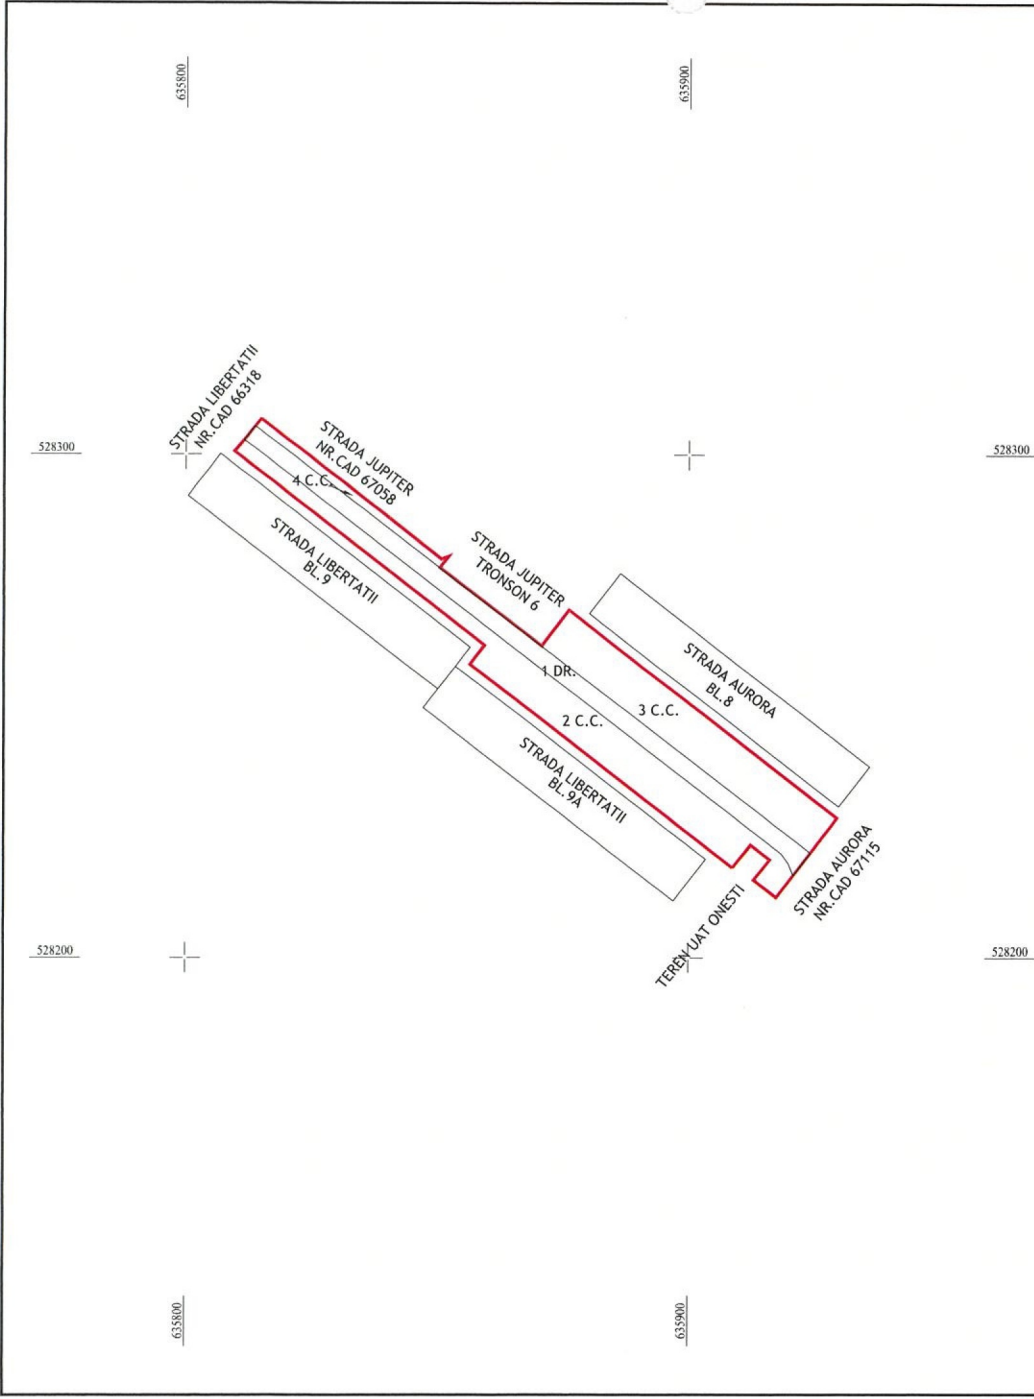 635800
635900
STRADA LIBERTATII
NR.CAD 66318
528300
528300
STRADA JUPITER
NR.CAD 67058
4 C.C.
STRADA LIBERTATII
BL.9
STRADA JUPITER
TRONSON 6
STRADA AURORA
BL.8
1 DR.
3 C.C.
2 C.C.
STRADA LIBERTATII
BL.9A
STRADA AURORA
NR.CAD 67115
TEREN UAT ONESTI
528200
528200
635800
635900